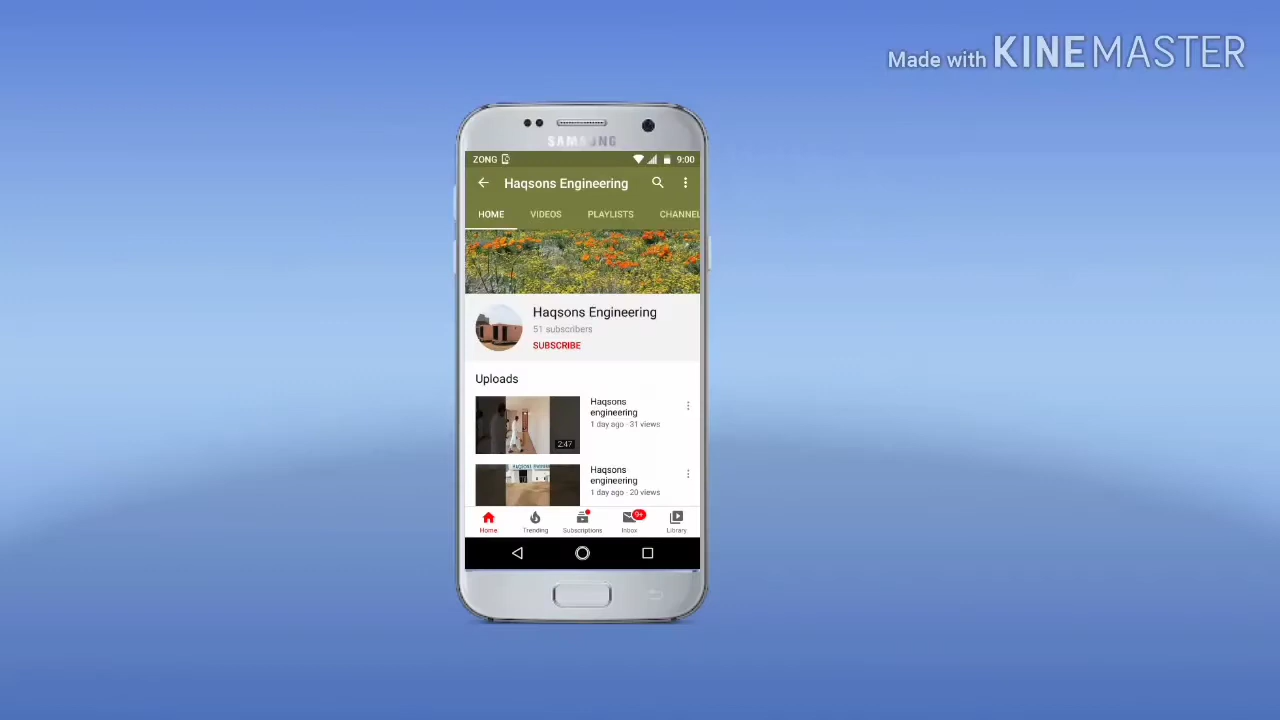 Made with KINEMASTER
SAMSUNG
ZONG 9:00
Haqsons Engineering
HOME VIDEOS PLAYLISTS CHANNEL
Haqsons Engineering
51 subscribers
SUBSCRIBE
Uploads
Haqsons
engineering
1 day ago · 31 views
2:47
Haqsons
engineering
1 day ago · 20 views
9+
Home Trending Subscriptions Inbox Library